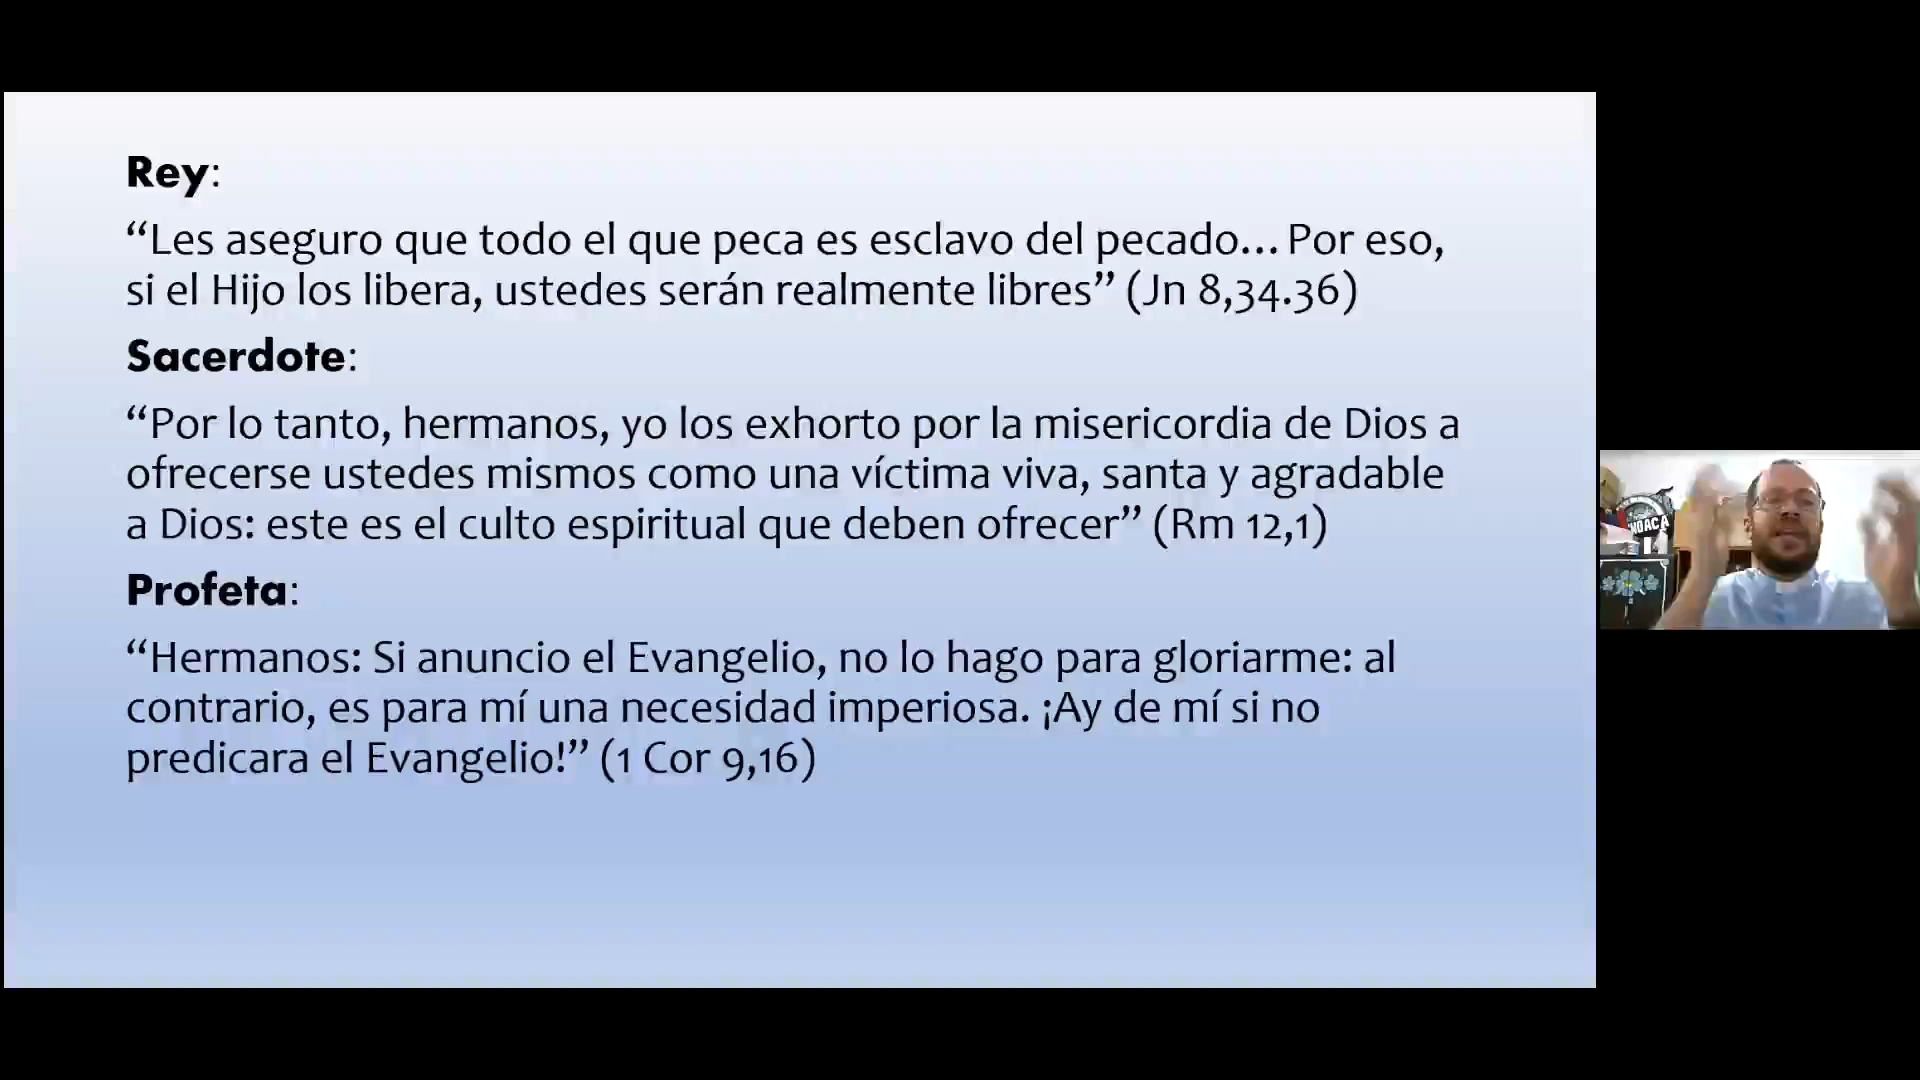 Rey:
“Les aseguro que todo el que peca es esclavo del pecado... Por eso,
si el Hijo los libera, ustedes serán realmente libres” (Jn 8,34.36)
Sacerdote:
“Por lo tanto, hermanos, yo los exhorto por la misericordia de Dios a
ofrecerse ustedes mismos como una víctima viva, santa y agradable
a Dios: este es el culto espiritual que deben ofrecer” (Rm 12,1)
Profeta:
“Hermanos: Si anuncio el Evangelio, no lo hago para gloriarme: al
contrario, es para mí una necesidad imperiosa. ¡Ay de mí si no
predicara el Evangelio!” (1 Cor 9,16)